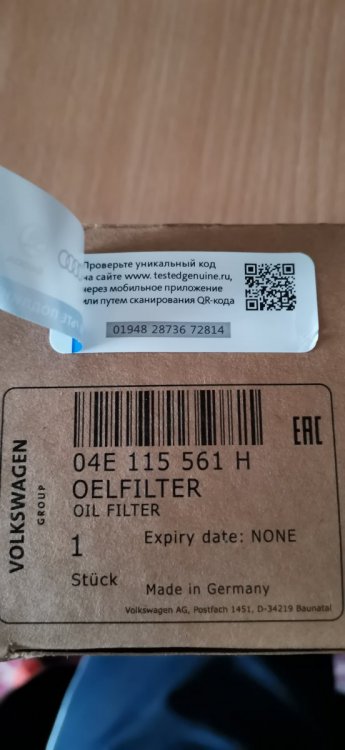 Проверьте уникальный код
на сайте www. testedgenuine.ru,
через мобильное приложение
или путем сканирования QR-кода
01948 28736 72814
VOLKSWAGEN
GROUP
EAC
04E 115 561 H
OELFILTER
OIL FILTER
1
Expiry date: NONE
Stück
Made in Germany
Volkswagen AG, Postfach 1451, D-34219 Baunatal